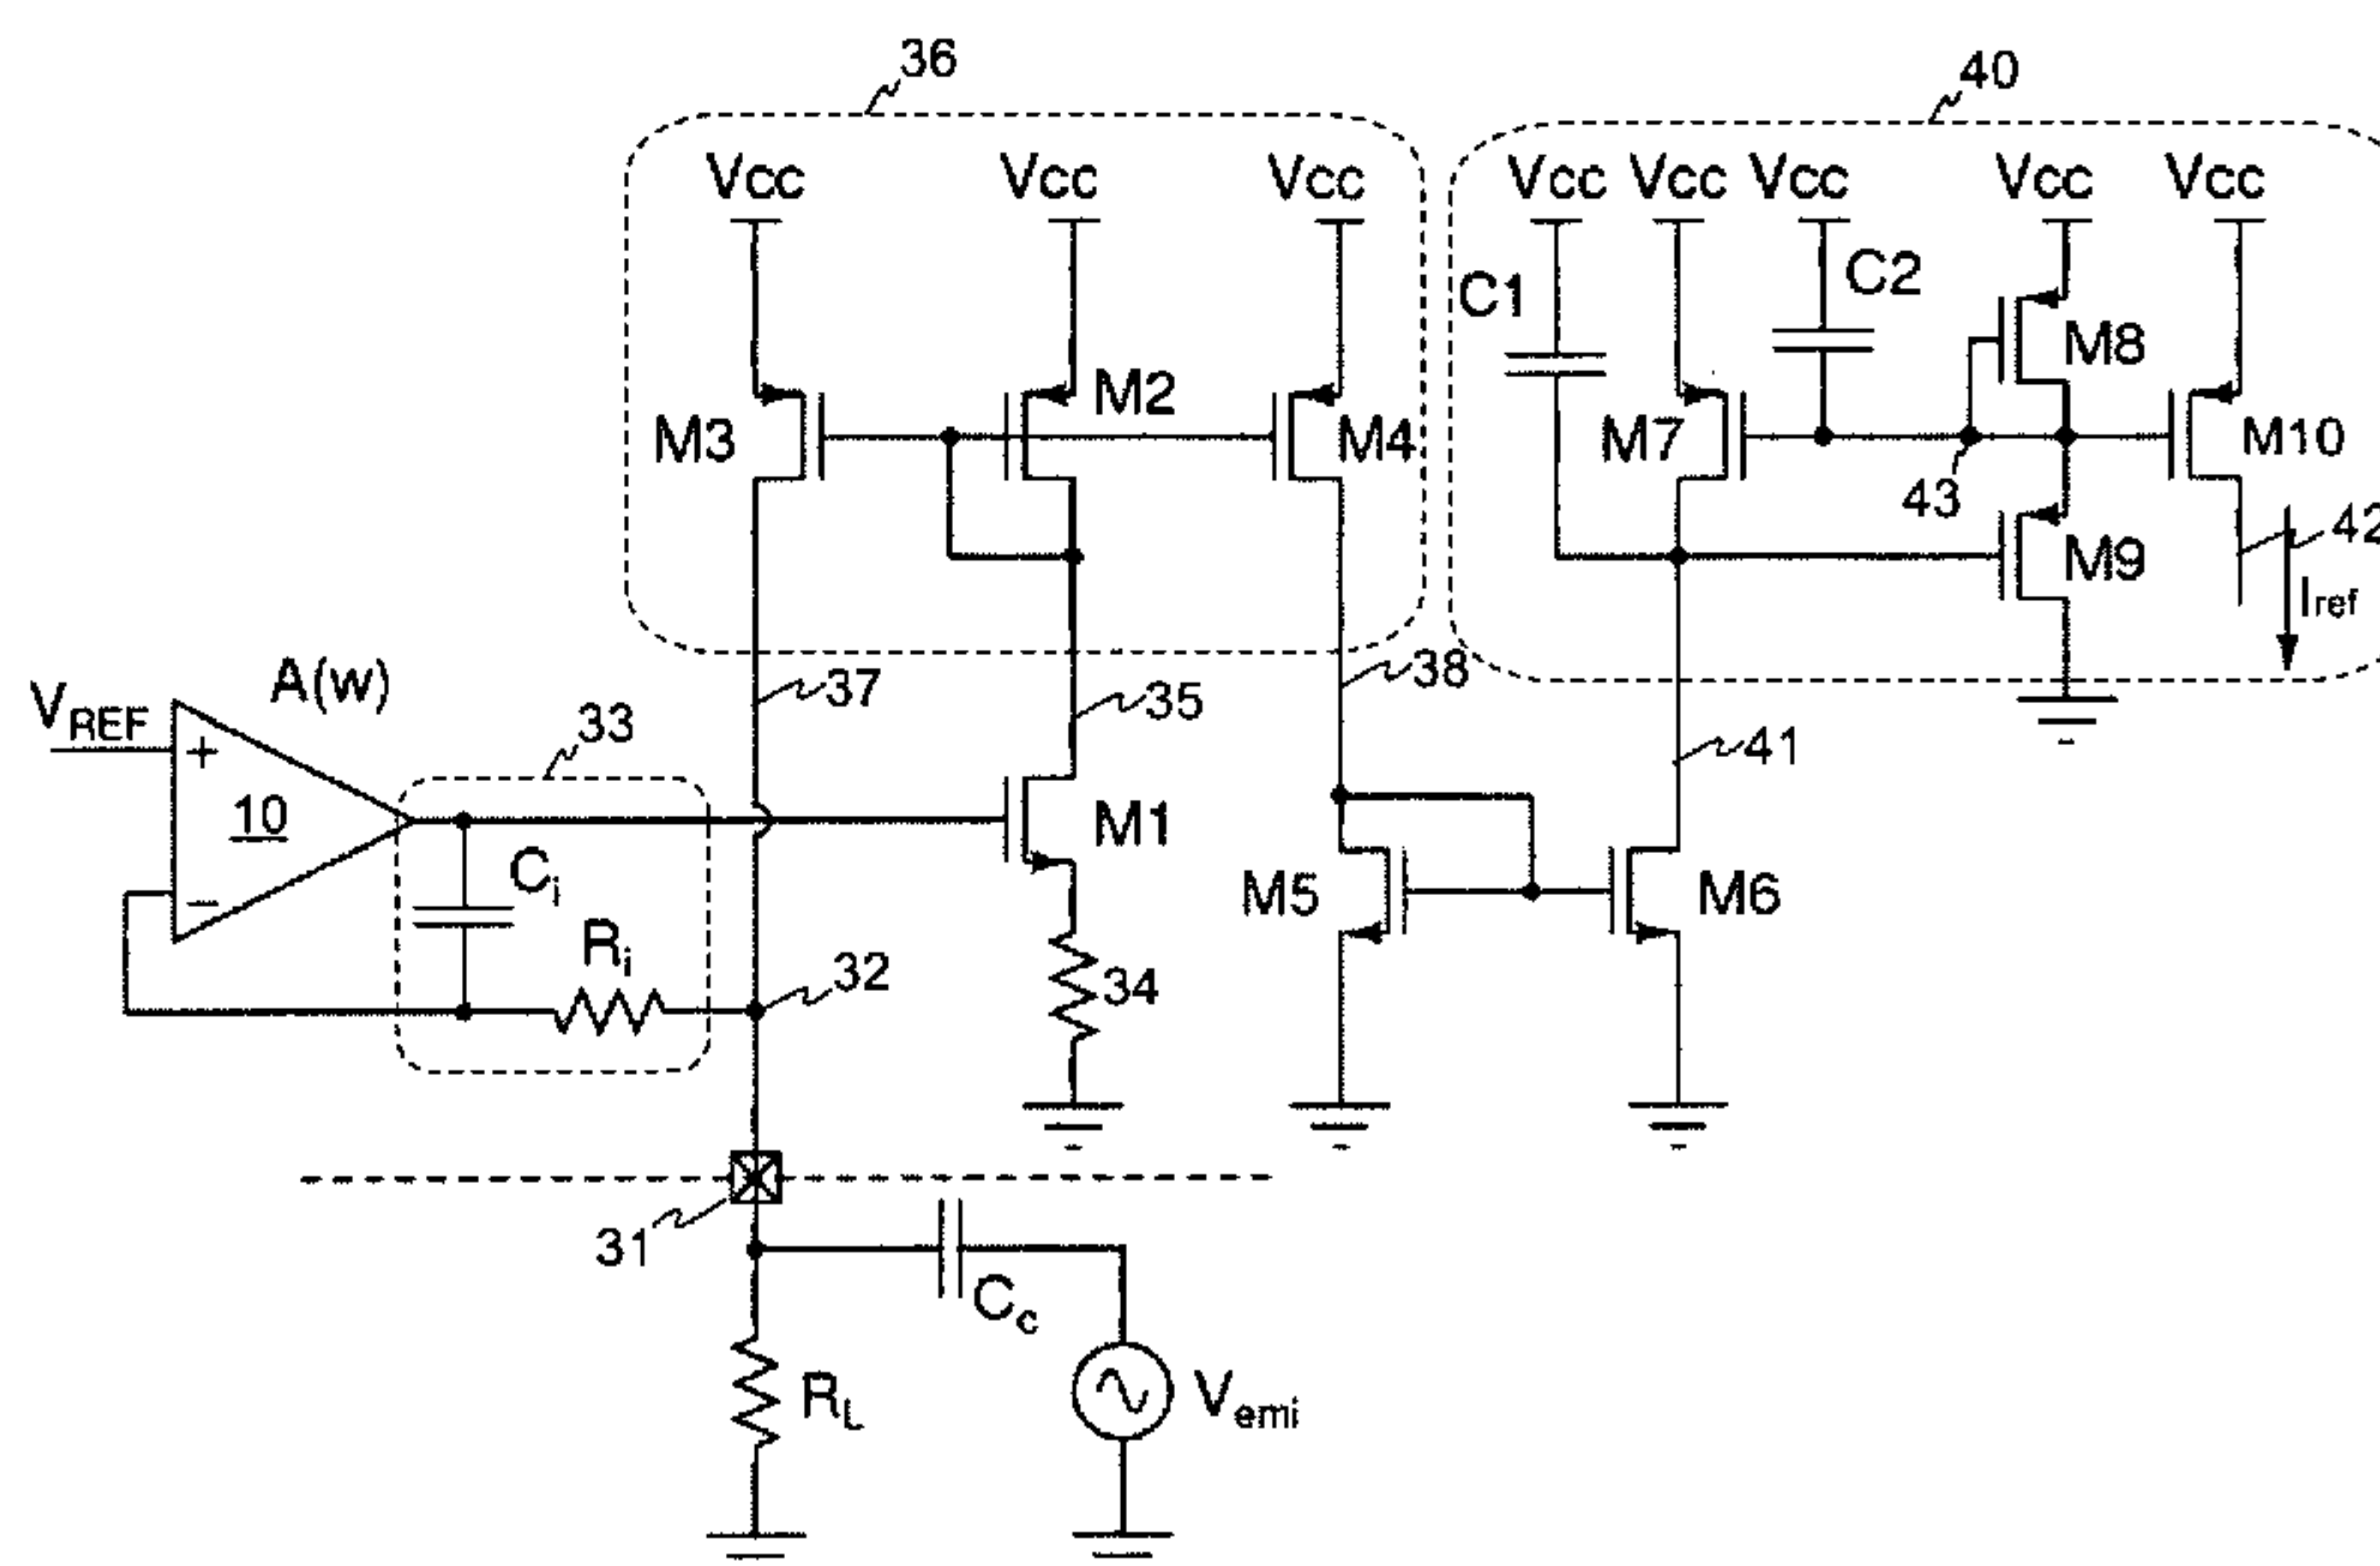 36
40
Vcc Vcc Vcc Vcc Vcc Vcc Vcc Vcc
C1 C2
M8
M3 M2 M4 M7 M10
43
42
M9
Iref
A(w)
VREF
33 37 35 38
41
+
10
−
Ci
M1
M5 M6
Ri
32
34
31
Cc
RL
Vemi